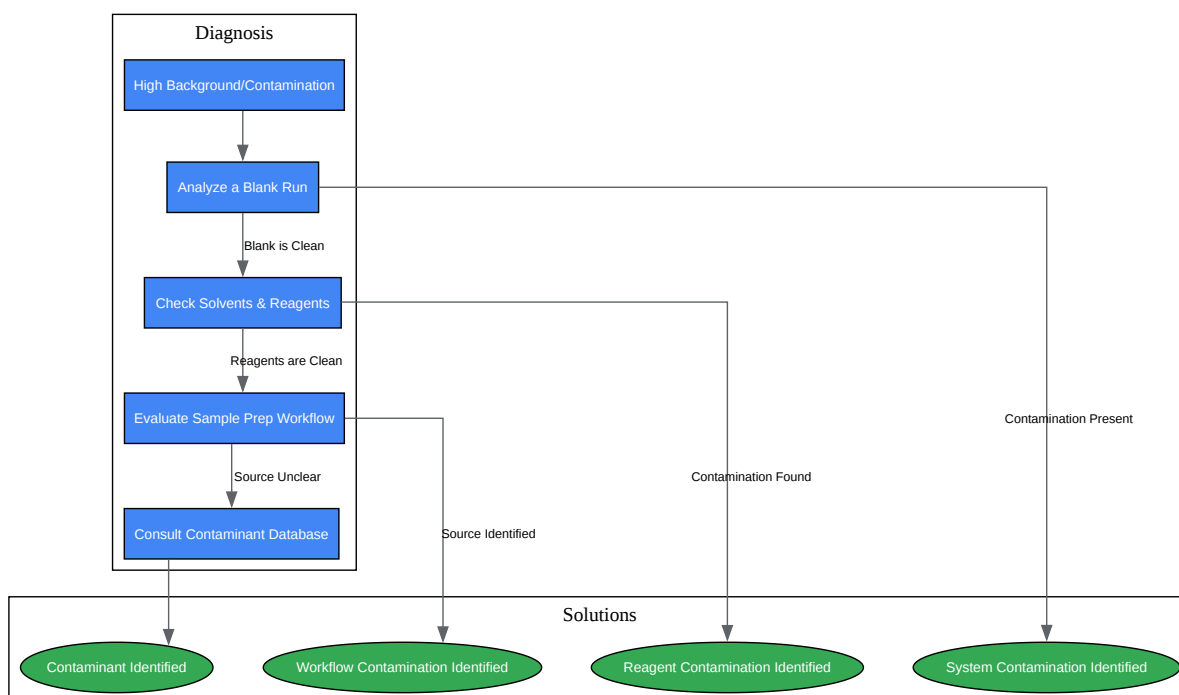 Diagnosis
High Background/Contamination
Analyze a Blank Run
Blank is Clean
Check Solvents & Reagents
Reagents are Clean
Evaluate Sample Prep Workflow
Contamination Present
Source Unclear
Contamination Found
Consult Contaminant Database
Source Identified
Solutions
Contaminant Identified
Workflow Contamination Identified
Reagent Contamination Identified
System Contamination Identified